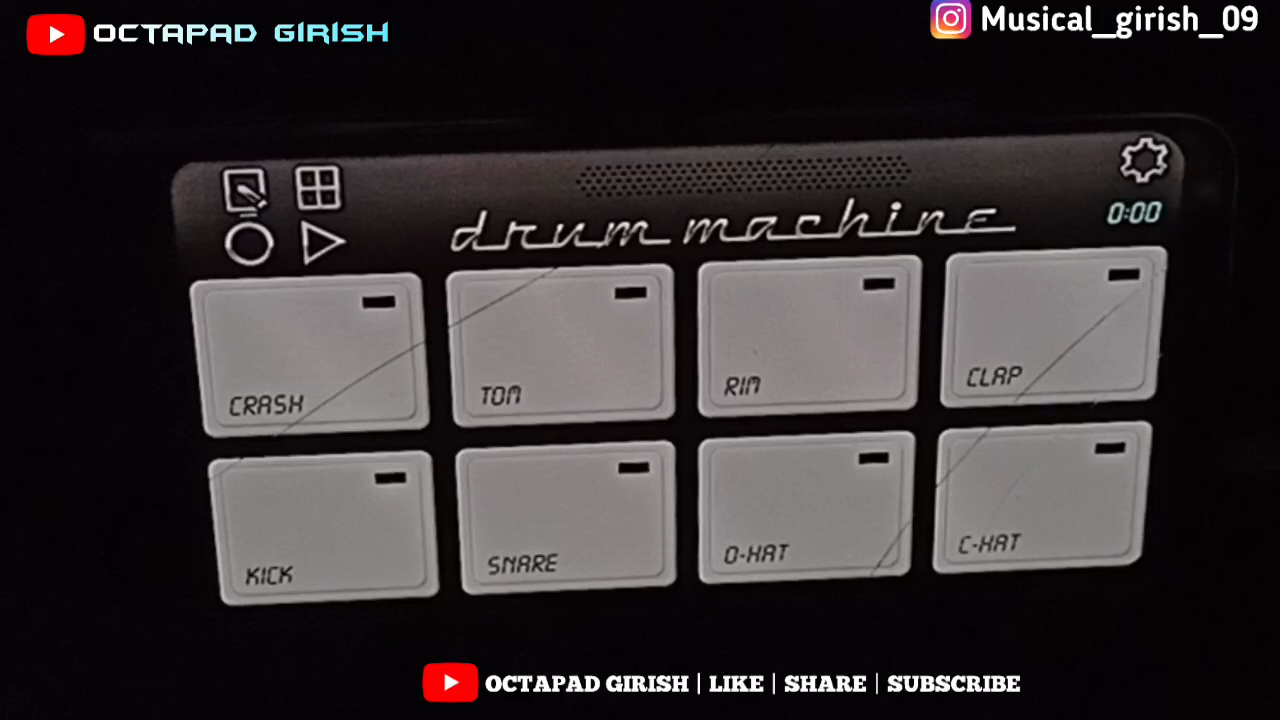 OCTAPAD GIRISH
Musical_girish_09
drum machine
0:00
CRASH
TOM
RIM
CLAP
KICK
SNARE
O-HAT
C-HAT
OCTAPAD GIRISH | LIKE | SHARE | SUBSCRIBE